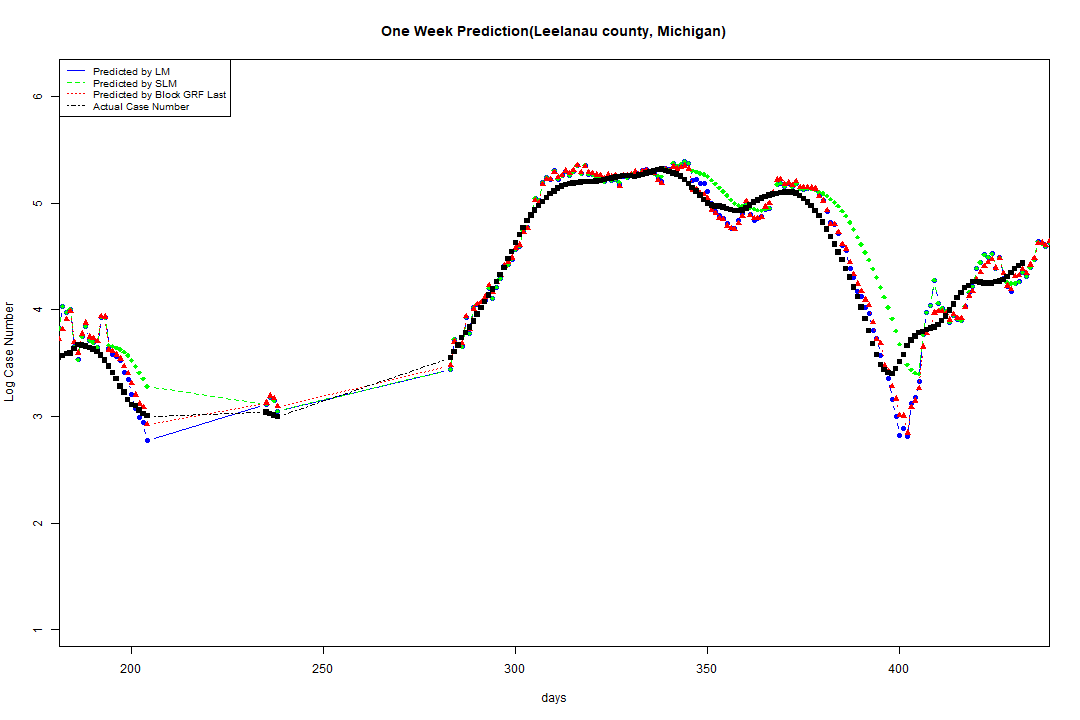 One Week Prediction(Leelanau county, Michigan)
Predicted by LM
Predicted by SLM
Predicted by Block GRF Last
Actual Case Number
6
5
4
3
2
1
Log Case Number
200 250 300 350 400
days